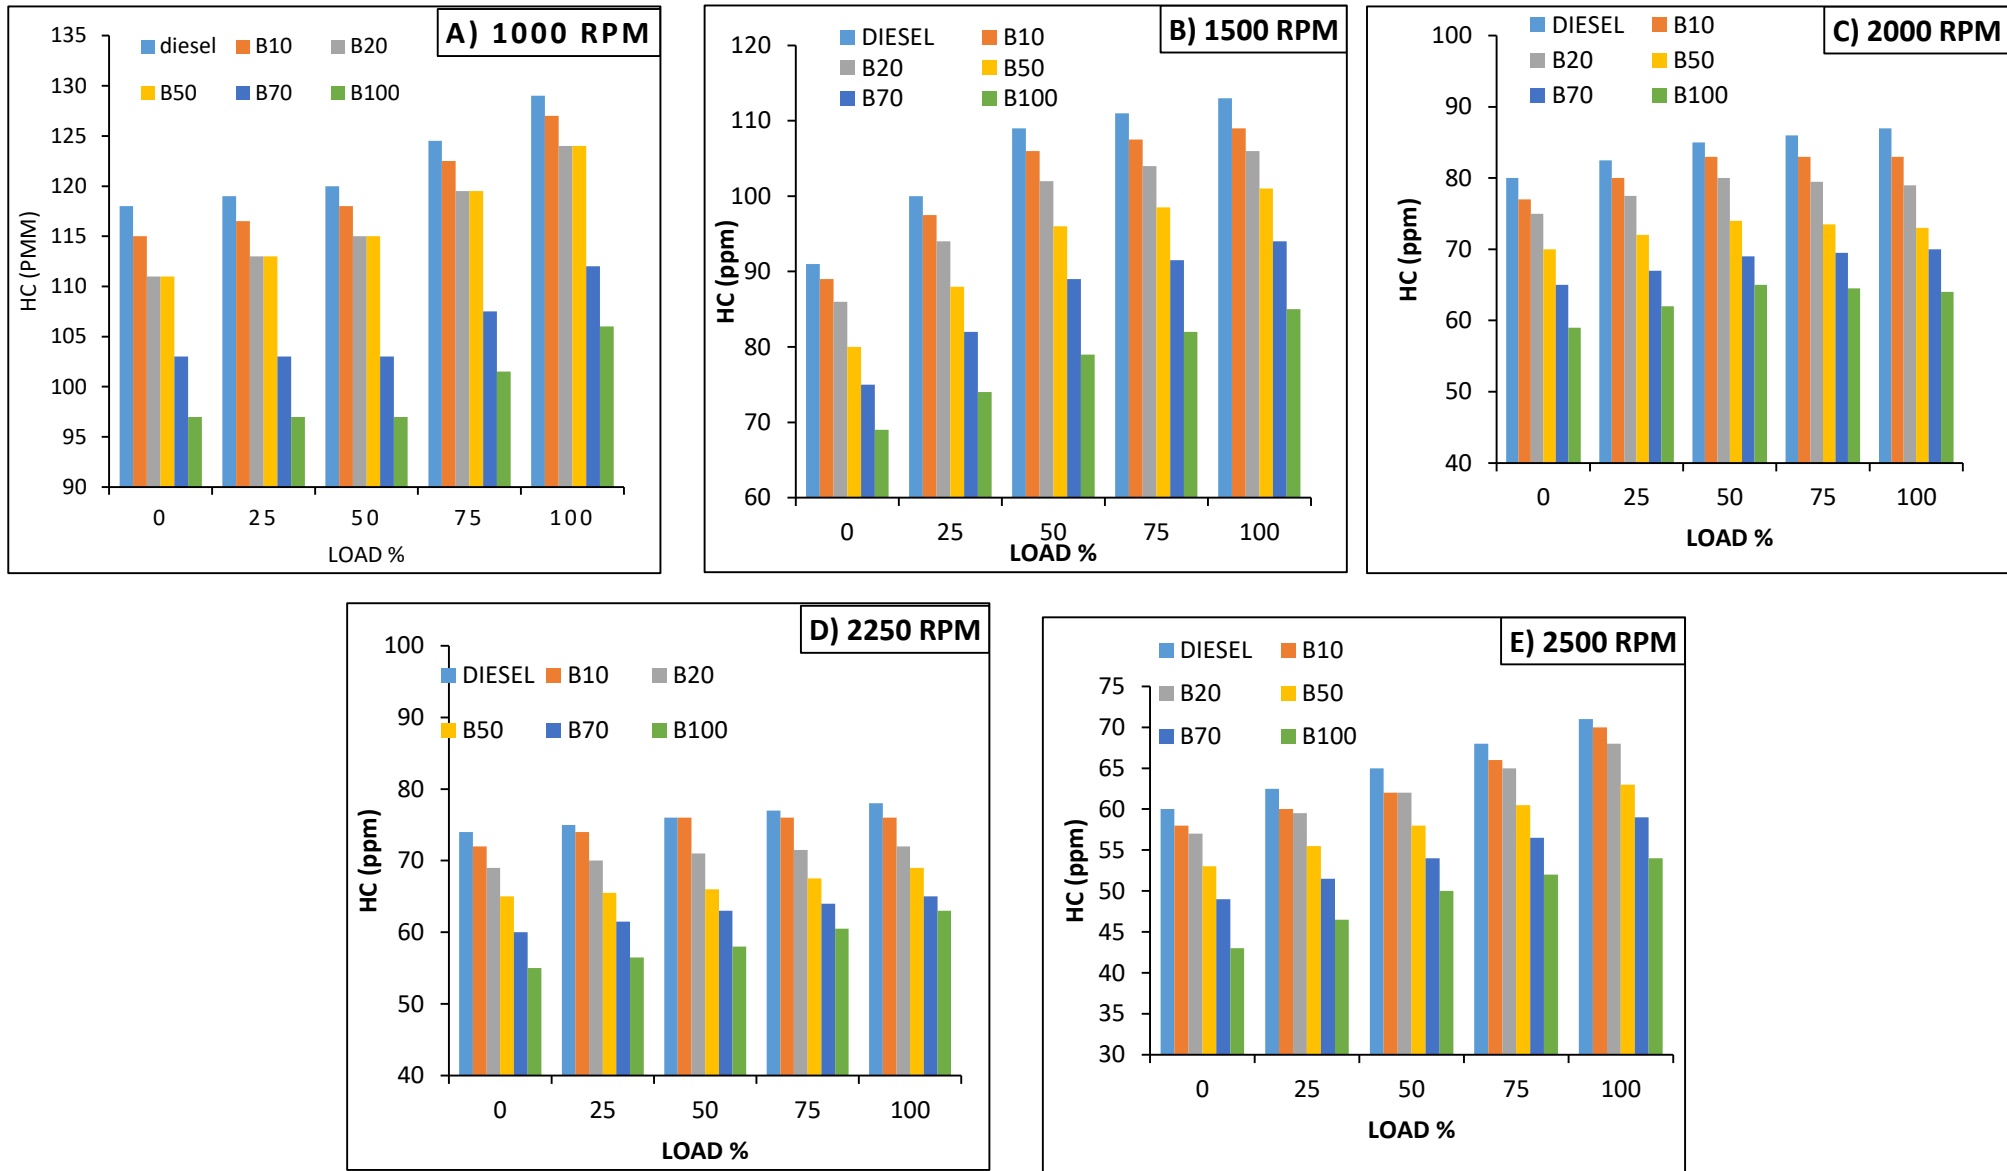 A) 1000 RPM
diesel B10 B20
B50 B70 B100
135
130
125
120
115
110
105
100
95
90
HC (PMM)
0 25 50 75 100
LOAD %
B) 1500 RPM
DIESEL B10
B20 B50
B70 B100
120
110
100
90
80
70
60
HC (ppm)
0 25 50 75 100
LOAD %
C) 2000 RPM
DIESEL B10
B20 B50
B70 B100
100
90
80
70
60
50
40
HC (ppm)
0 25 50 75 100
LOAD %
D) 2250 RPM
DIESEL B10 B20
B50 B70 B100
100
90
80
70
60
50
40
HC (ppm)
0 25 50 75 100
LOAD %
E) 2500 RPM
DIESEL B10
B20 B50
B70 B100
75
70
65
60
55
50
45
40
35
30
HC (ppm)
0 25 50 75 100
LOAD %